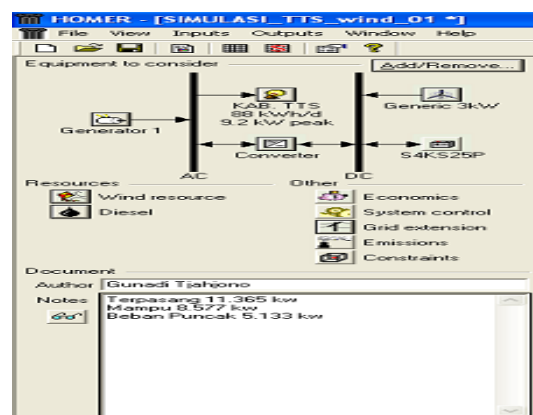 HOMER - [SIMULASI_TTS_wind_01 *]
File View Inputs Outputs Window Help
Equipment to consider
Add/Remove...
KAB. TTS
88 kWh/d
9.2 kW peak
Generic 3kW
Generator 1
Converter
S4KS25P
AC
DC
Resources
Other
Wind resource
Economics
Diesel
System control
Grid extension
Emissions
Constraints
Document
Author Gunadi Tjahjono
Notes
Terpasang 11.365 kw
Mampu 8.577 kw
Beban Puncak 5.133 kw